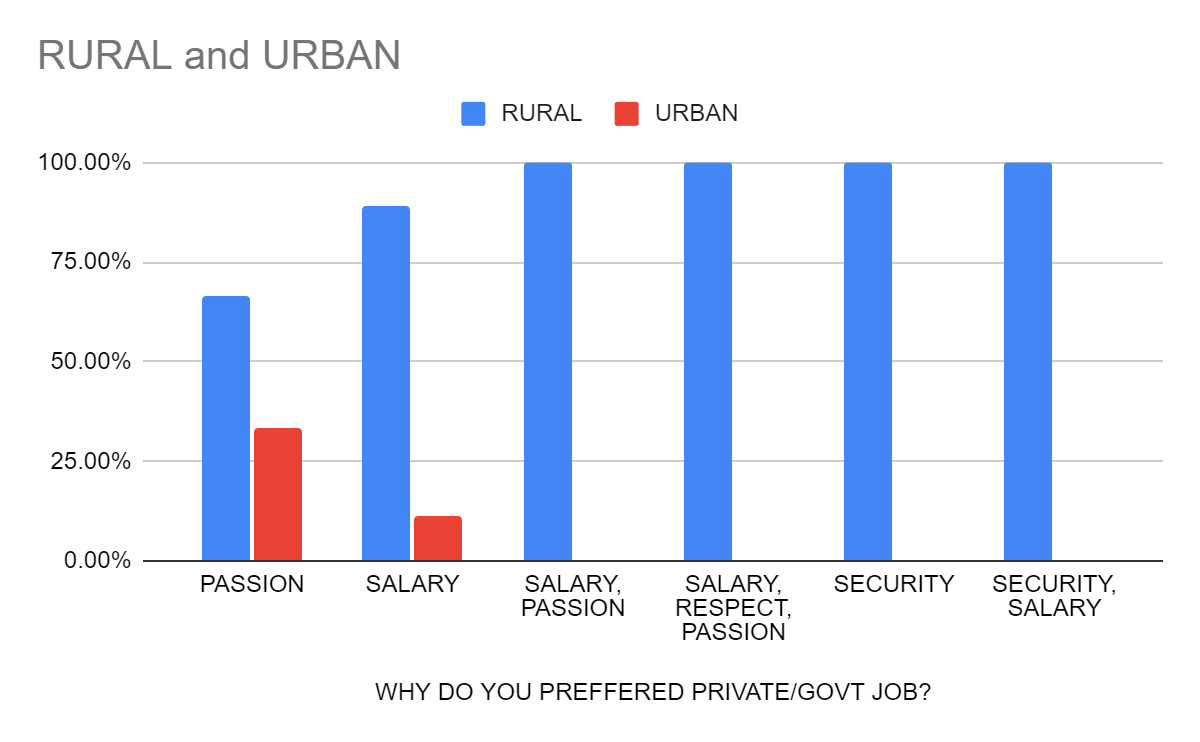 RURAL and URBAN
RURAL
URBAN
100.00%
75.00%
50.00%
25.00%
0.00%
PASSION
SALARY
SALARY,
PASSION
SALARY,
RESPECT,
PASSION
SECURITY
SECURITY,
SALARY
WHY DO YOU PREFFERED PRIVATE/GOVT JOB?